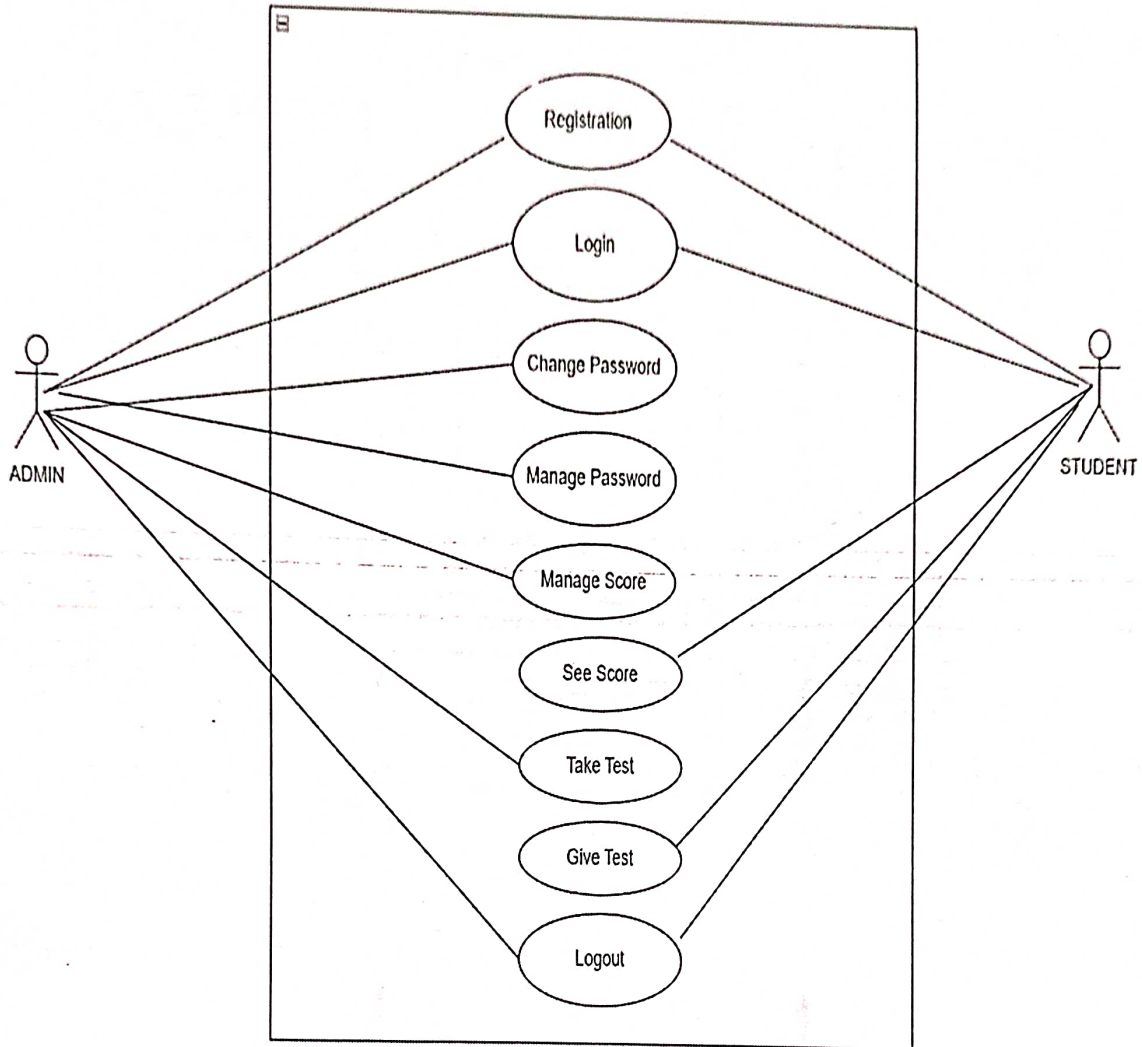 Registration
Login
Change Password
ADMIN
STUDENT
Manage Password
Manage Score
See Score
Take Test
Give Test
Logout